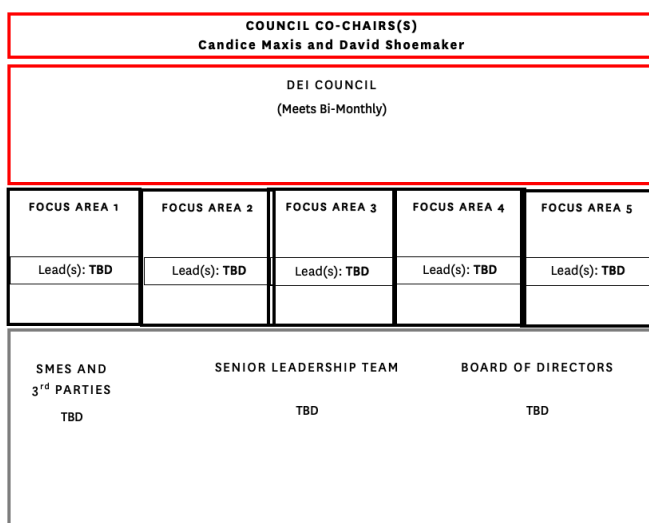 COUNCIL CO-CHAIRS(S)
Candice Maxis and David Shoemaker
DEI COUNCIL
(Meets Bi-Monthly)
FOCUS AREA 1
Lead(s): TBD
FOCUS AREA 2
Lead(s): TBD
FOCUS AREA 3
Lead(s): TBD
FOCUS AREA 4
Lead(s): TBD
FOCUS AREA 5
Lead(s): TBD
SMES AND
3rd PARTIES
TBD
SENIOR LEADERSHIP TEAM
TBD
BOARD OF DIRECTORS
TBD